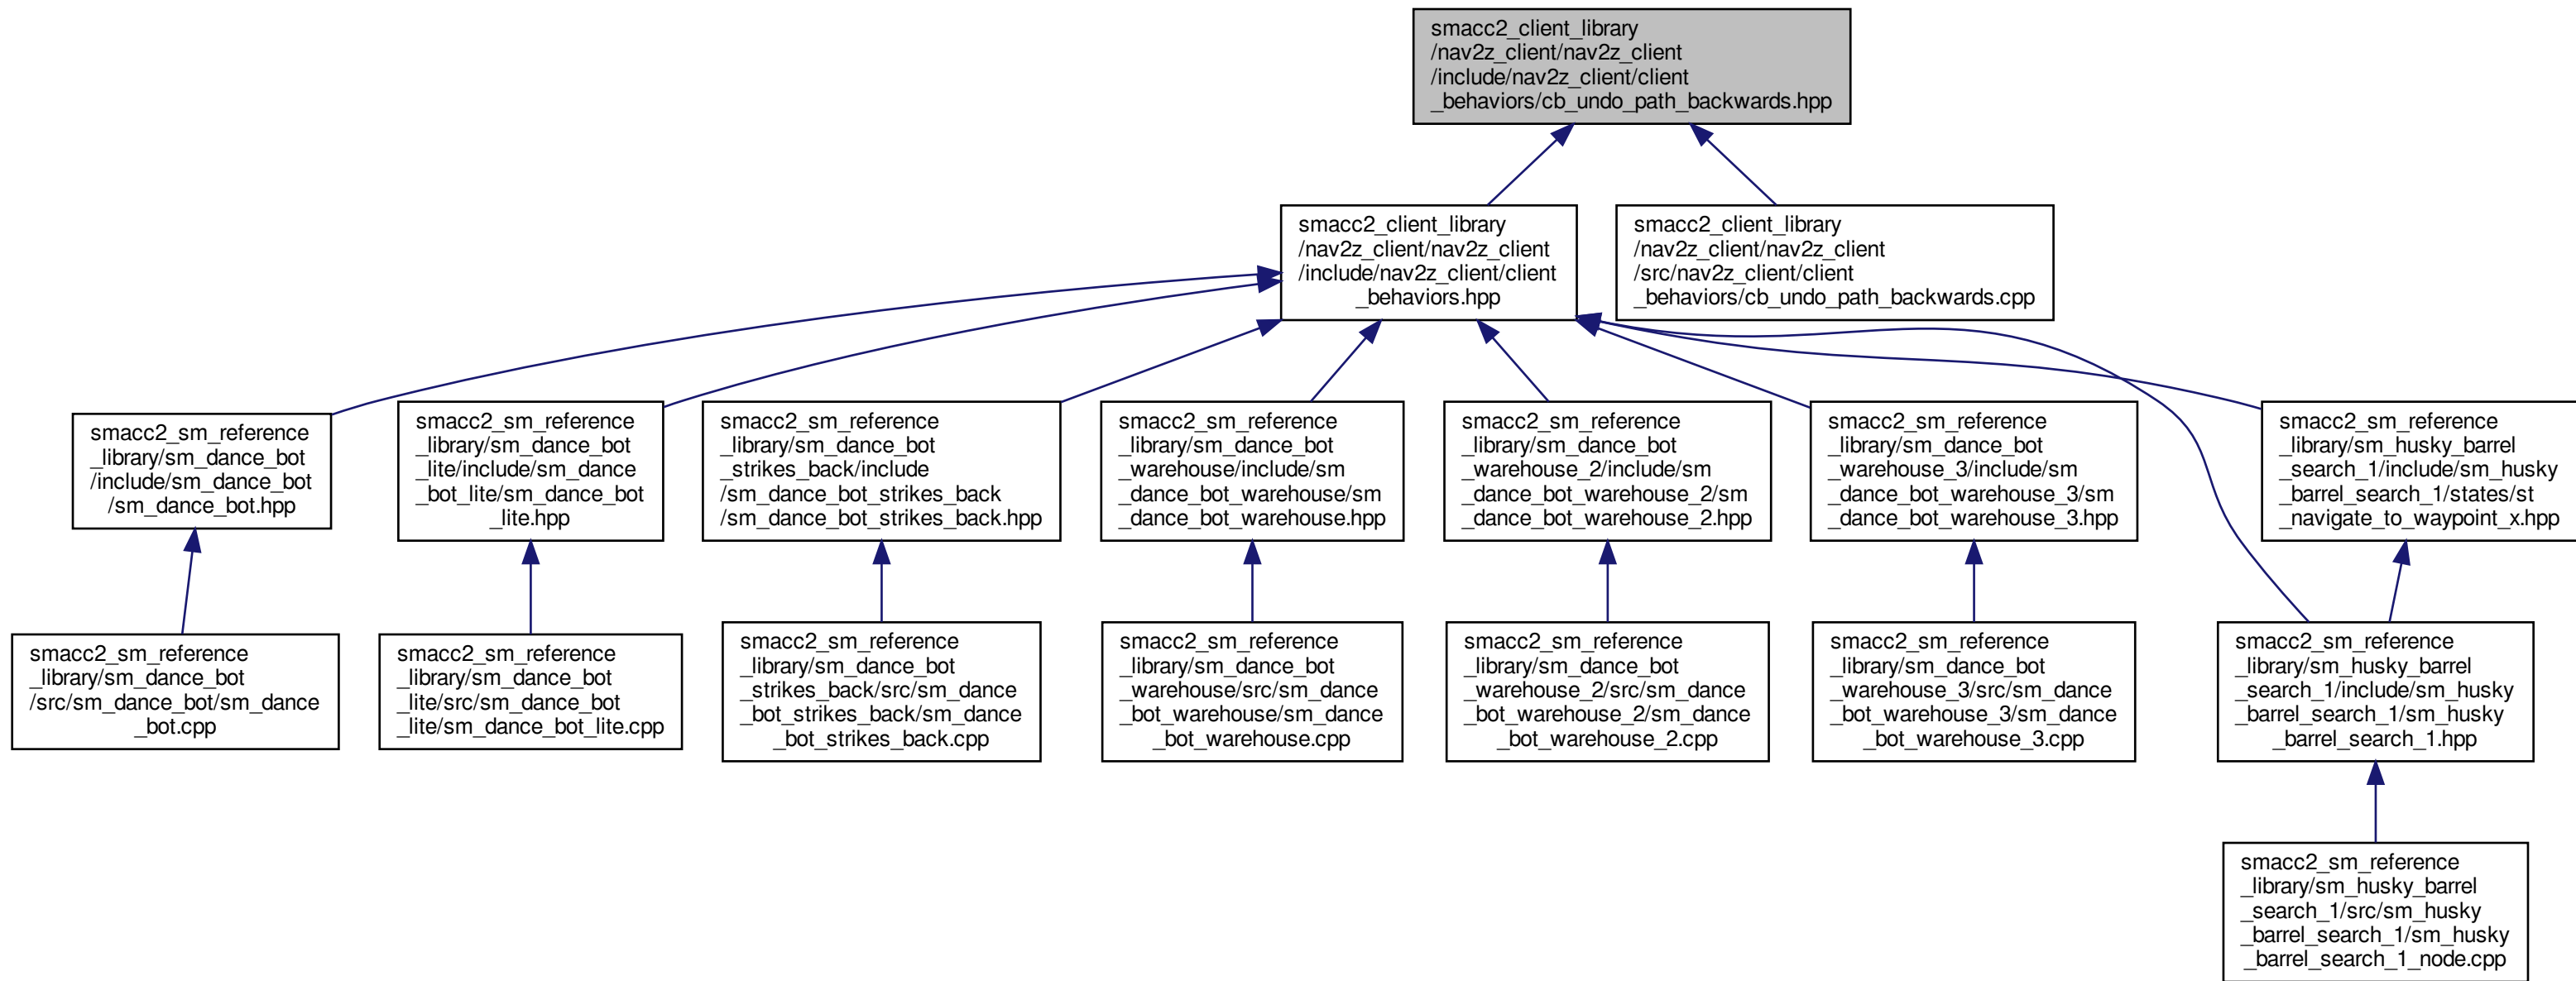 smacc2_client_library
/nav2z_client/nav2z_client
/include/nav2z_client/client
_behaviors/cb_undo_path_backwards.hpp
smacc2_client_library
/nav2z_client/nav2z_client
/include/nav2z_client/client
_behaviors.hpp
smacc2_client_library
/nav2z_client/nav2z_client
/src/nav2z_client/client
_behaviors/cb_undo_path_backwards.cpp
smacc2_sm_reference
_library/sm_dance_bot
/include/sm_dance_bot
/sm_dance_bot.hpp
smacc2_sm_reference
_library/sm_dance_bot
_lite/include/sm_dance
_bot_lite/sm_dance_bot
_lite.hpp
smacc2_sm_reference
_library/sm_dance_bot
_strikes_back/include
/sm_dance_bot_strikes_back
/sm_dance_bot_strikes_back.hpp
smacc2_sm_reference
_library/sm_dance_bot
_warehouse/include/sm
_dance_bot_warehouse/sm
_dance_bot_warehouse.hpp
smacc2_sm_reference
_library/sm_dance_bot
_warehouse_2/include/sm
_dance_bot_warehouse_2/sm
_dance_bot_warehouse_2.hpp
smacc2_sm_reference
_library/sm_dance_bot
_warehouse_3/include/sm
_dance_bot_warehouse_3/sm
_dance_bot_warehouse_3.hpp
smacc2_sm_reference
_library/sm_husky_barrel
_search_1/include/sm_husky
_barrel_search_1/states/st
_navigate_to_waypoint_x.hpp
smacc2_sm_reference
_library/sm_dance_bot
/src/sm_dance_bot/sm_dance
_bot.cpp
smacc2_sm_reference
_library/sm_dance_bot
_lite/src/sm_dance_bot
_lite/sm_dance_bot_lite.cpp
smacc2_sm_reference
_library/sm_dance_bot
_strikes_back/src/sm_dance
_bot_strikes_back/sm_dance
_bot_strikes_back.cpp
smacc2_sm_reference
_library/sm_dance_bot
_warehouse/src/sm_dance
_bot_warehouse/sm_dance
_bot_warehouse.cpp
smacc2_sm_reference
_library/sm_dance_bot
_warehouse_2/src/sm_dance
_bot_warehouse_2/sm_dance
_bot_warehouse_2.cpp
smacc2_sm_reference
_library/sm_dance_bot
_warehouse_3/src/sm_dance
_bot_warehouse_3/sm_dance
_bot_warehouse_3.cpp
smacc2_sm_reference
_library/sm_husky_barrel
_search_1/include/sm_husky
_barrel_search_1/sm_husky
_barrel_search_1.hpp
smacc2_sm_reference
_library/sm_husky_barrel
_search_1/src/sm_husky
_barrel_search_1/sm_husky
_barrel_search_1_node.cpp